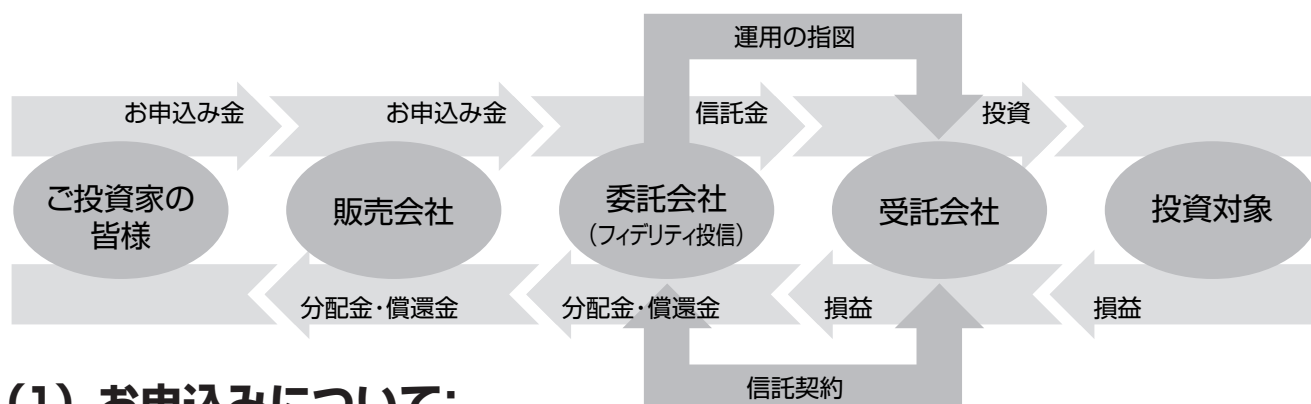 運用の指図
お申込み金
お申込み金
信託金
投資
ご投資家の
皆様
販売会社
委託会社
(フィデリティ投信)
受託会社
投資対象
分配金・償還金
分配金・償還金
損益
損益
信託契約
(1) お申込みについて: